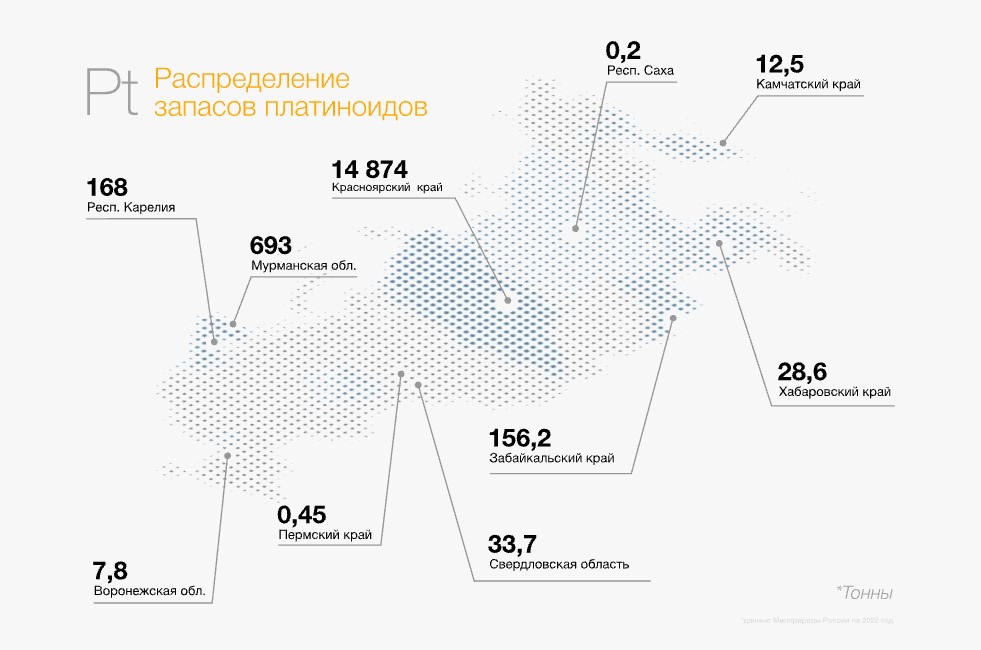 Pt
Распределение
запасов платиноидов
0,2
Респ. Саха
12,5
Камчатский край
14 874
Красноярский край
168
Респ. Карелия
693
Мурманская обл.
28,6
Хабаровский край
156,2
Забайкальский край
0,45
Пермский край
33,7
Свердловская область
7,8
Воронежская обл.
*Тонны
*данные Минприроды России на 2022 год